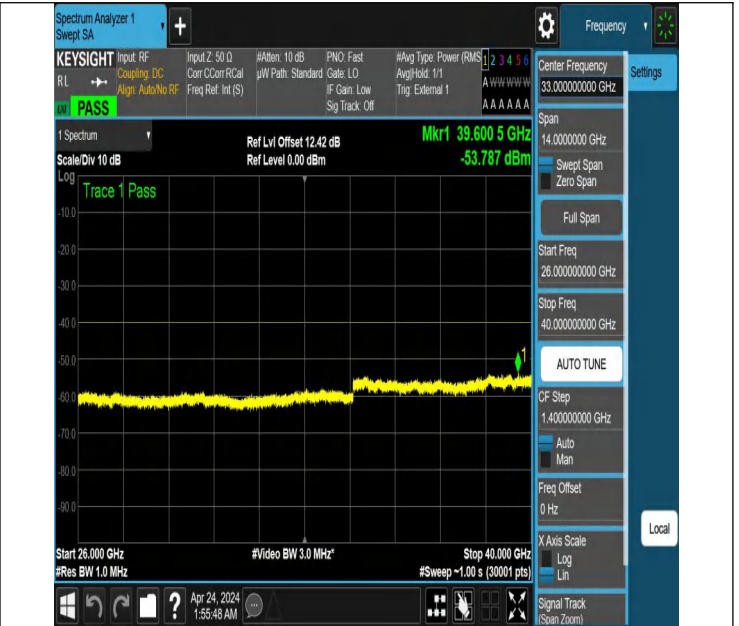 Spectrum Analyzer 1
Swept SA
+
Frequency
KEYSIGHT
RL
PASS
Input: RF
Coupling: DC
Align: Auto/No RF
Input Z: 50 Ω
Corr CCorr RCal
Freq Ref: Int (S)
#Atten: 10 dB
µW Path: Standard
PNO: Fast
Gate: LO
IF Gain: Low
Sig Track: Off
#Avg Type: Power (RMS
Avg|Hold: 1/1
Trig: External 1
1 2 3 4 5 6
A W W W W W
A A A A A A
1 Spectrum
Scale/Div 10 dB
Ref Lvl Offset 12.42 dB
Ref Level 0.00 dBm
Mkr1 39.600 5 GHz
-53.787 dBm
Log
Trace 1 Pass
-10.0
-20.0
-30.0
-40.0
-50.0
-60.0
-70.0
-80.0
-90.0
1
Start 26.000 GHz
#Res BW 1.0 MHz
#Video BW 3.0 MHz*
Stop 40.000 GHz
#Sweep ~1.00 s (30001 pts)
?
Apr 24, 2024
1:55:48 AM
Center Frequency
33.000000000 GHz
Span
14.0000000 GHz
Swept Span
Zero Span
Full Span
Start Freq
26.000000000 GHz
Stop Freq
40.000000000 GHz
AUTO TUNE
CF Step
1.400000000 GHz
Auto
Man
Freq Offset
0 Hz
X Axis Scale
Log
Lin
Signal Track
(Span Zoom)
Settings
Local